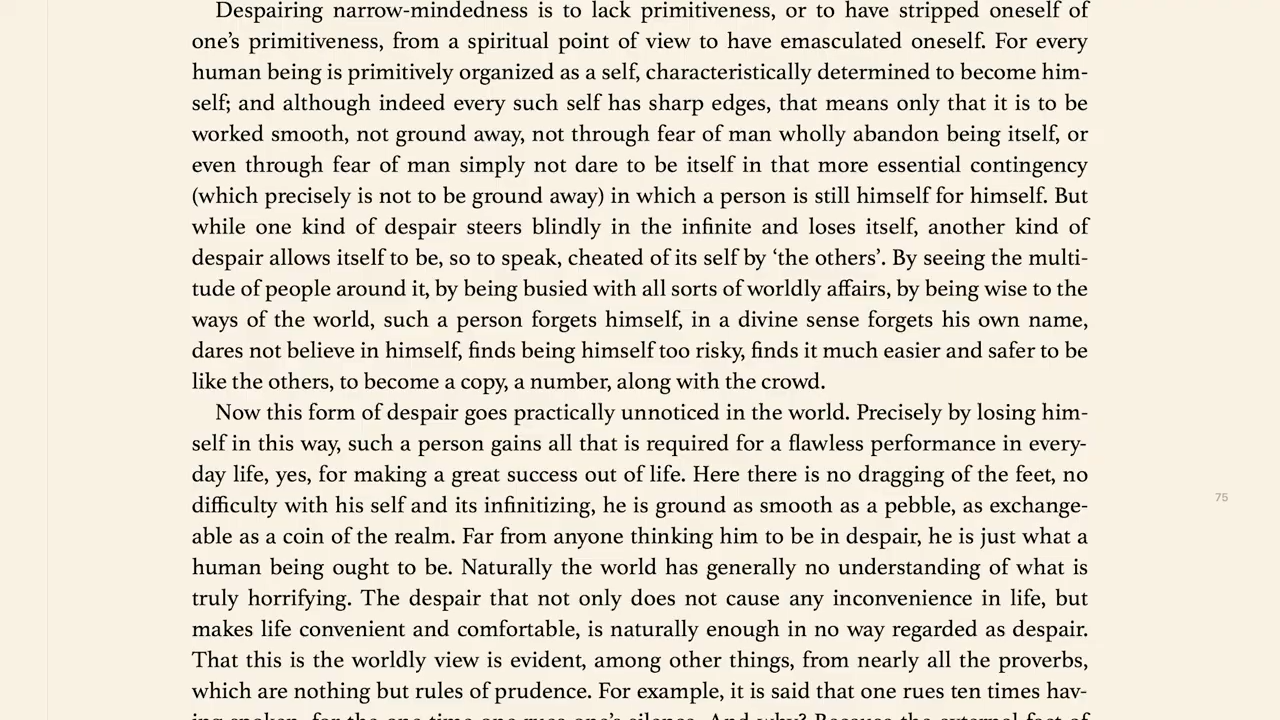 Despairing narrow-mindedness is to lack primitiveness, or to have stripped oneself of
one’s primitiveness, from a spiritual point of view to have emasculated oneself. For every
human being is primitively organized as a self, characteristically determined to become him-
self; and although indeed every such self has sharp edges, that means only that it is to be
worked smooth, not ground away, not through fear of man wholly abandon being itself, or
even through fear of man simply not dare to be itself in that more essential contingency
(which precisely is not to be ground away) in which a person is still himself for himself. But
while one kind of despair steers blindly in the infinite and loses itself, another kind of
despair allows itself to be, so to speak, cheated of its self by ‘the others’. By seeing the multi-
tude of people around it, by being busied with all sorts of worldly affairs, by being wise to the
ways of the world, such a person forgets himself, in a divine sense forgets his own name,
dares not believe in himself, finds being himself too risky, finds it much easier and safer to be
like the others, to become a copy, a number, along with the crowd.
Now this form of despair goes practically unnoticed in the world. Precisely by losing him-
self in this way, such a person gains all that is required for a flawless performance in every-
day life, yes, for making a great success out of life. Here there is no dragging of the feet, no
difficulty with his self and its infinitizing, he is ground as smooth as a pebble, as exchange-
75
able as a coin of the realm. Far from anyone thinking him to be in despair, he is just what a
human being ought to be. Naturally the world has generally no understanding of what is
truly horrifying. The despair that not only does not cause any inconvenience in life, but
makes life convenient and comfortable, is naturally enough in no way regarded as despair.
That this is the worldly view is evident, among other things, from nearly all the proverbs,
which are nothing but rules of prudence. For example, it is said that one rues ten times hav-
ing spoken, for the one time one rues one’s silence. And why? Because the external fact of